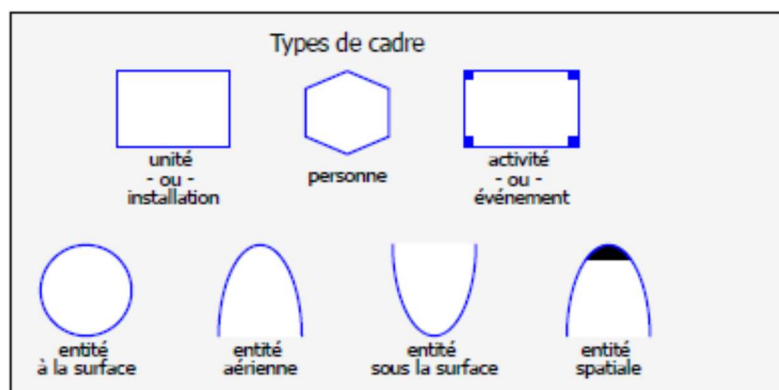 Types de cadre
unité
- ou -
installation
personne
activité
- ou -
événement
entité
à la surface
entité
aérienne
entité
sous la surface
entité
spatiale